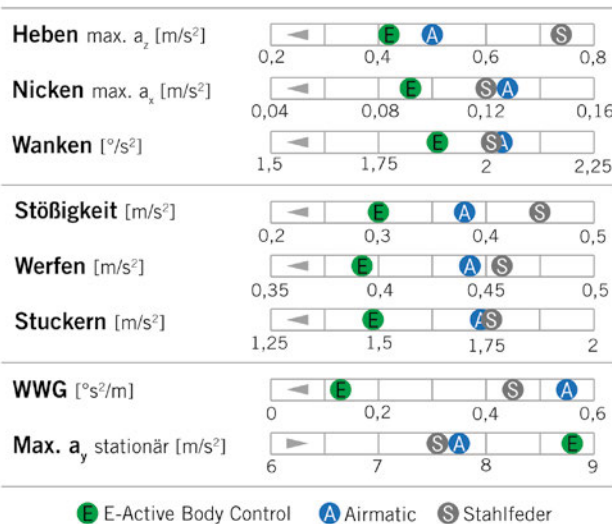 Heben max. a_z [m/s²]
E A S
0,2 0,4 0,6 0,8
Nicken max. a_x [m/s²]
E S A
0,04 0,08 0,12 0,16
Wanken [°/s²]
E S A
1,5 1,75 2 2,25
Stößigkeit [m/s²]
E A S
0,2 0,3 0,4 0,5
Werfen [m/s²]
E A S
0,35 0,4 0,45 0,5
Stuckern [m/s²]
E A S
1,25 1,5 1,75 2
WWG [°s²/m]
E S A
0 0,2 0,4 0,6
Max. a_y stationär [m/s²]
S A E
6 7 8 9
E E-Active Body Control A Airmatic S Stahlfeder